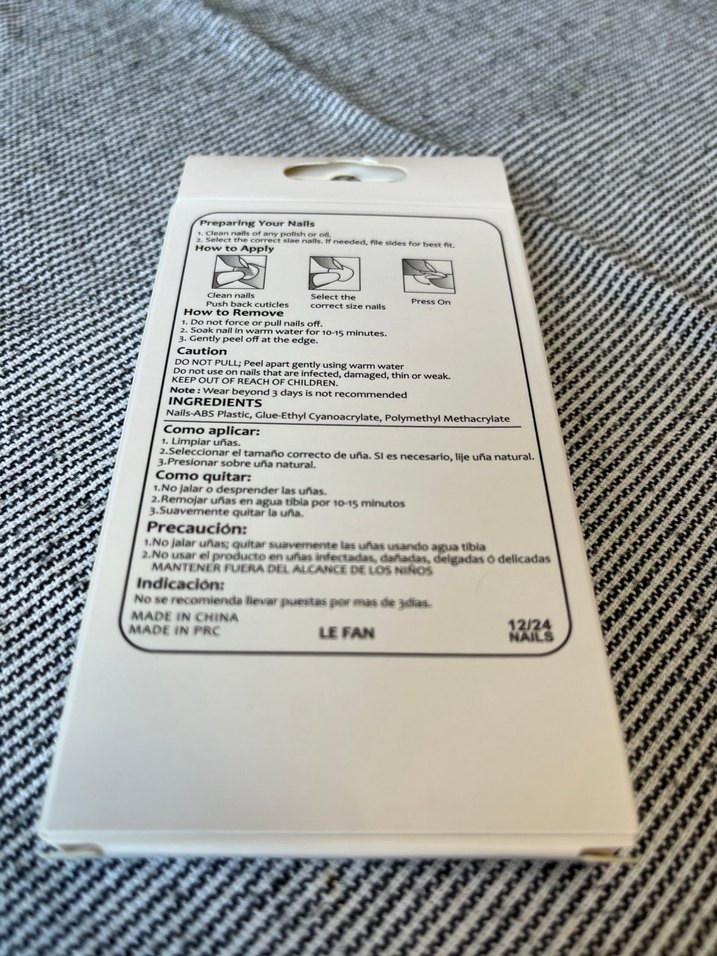 Preparing Your Nails
1. Clean nails of any polish or oil.
2. Select the correct siae nails. If needed, file sides for best fit.
How to Apply
Clean nails
Push back cuticles
Select the
correct size nails
Press On
How to Remove
1. Do not force or pull nails off.
2. Soak nail in warm water for 10-15 minutes.
3. Gently peel off at the edge.
Caution
DO NOT PULL; Peel apart gently using warm water
Do not use on nails that are infected, damaged, thin or weak.
KEEP OUT OF REACH OF CHILDREN.
Note : Wear beyond 3 days is not recommended
INGREDIENTS
Nails-ABS Plastic, Glue-Ethyl Cyanoacrylate, Polymethyl Methacrylate
Como aplicar:
1. Limpiar uñas.
2.Seleccionar el tamaño correcto de uña. SI es necesario, lije uña natural.
3.Presionar sobre uña natural.
Como quitar:
1.No jalar o desprender las uñas.
2.Remojar uñas en agua tibia por 10-15 minutos
3.Suavemente quitar la uña.
Precaución:
1.No jalar uñas; quitar suavemente las uñas usando agua tibia
2.No usar el producto en uñas infectadas, dañadas, delgadas ó delicadas
MANTENER FUERA DEL ALCANCE DE LOS NIÑOS
Indicación:
No se recomienda llevar puestas por mas de 3días.
MADE IN CHINA
MADE IN PRC
LE FAN
12/24
NAILS